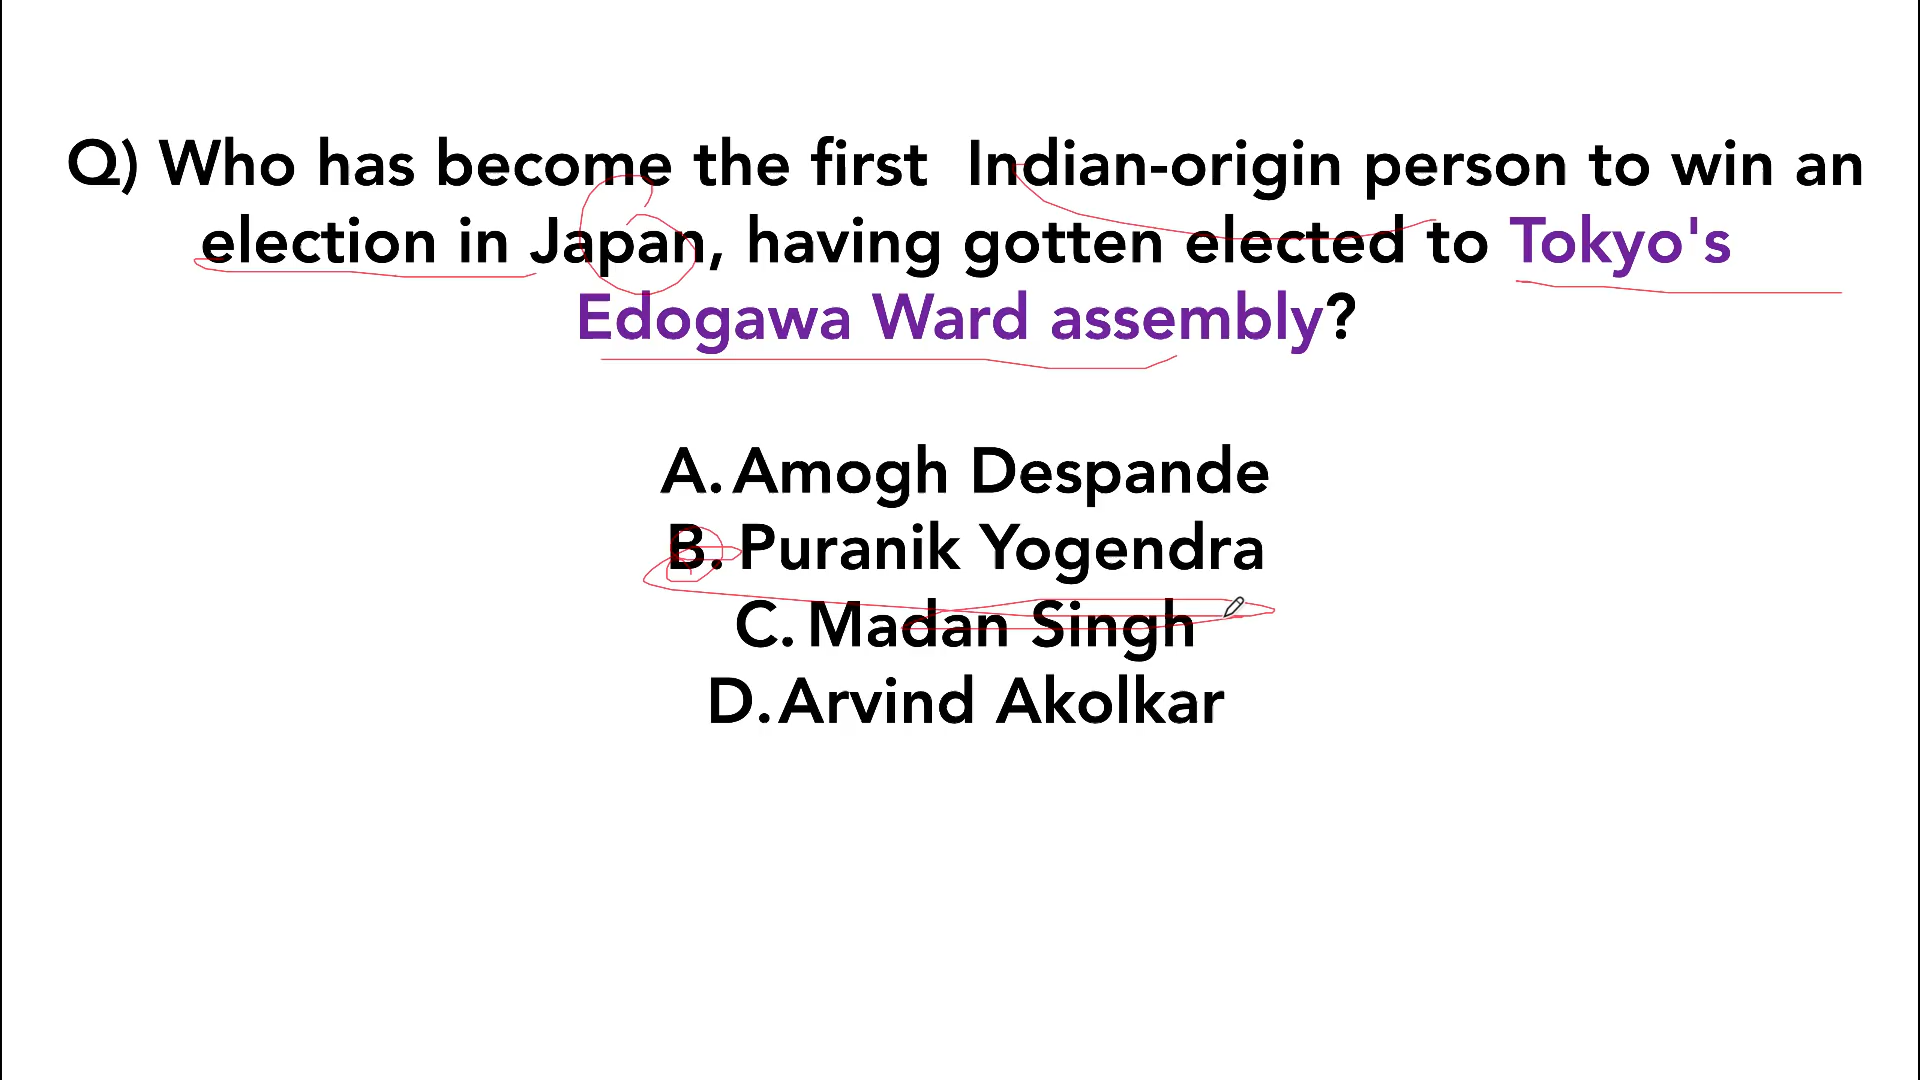 Q) Who has become the first Indian-origin person to win an
election in Japan, having gotten elected to Tokyo's
Edogawa Ward assembly?
A. Amogh Despande
B. Puranik Yogendra
C. Madan Singh
D. Arvind Akolkar